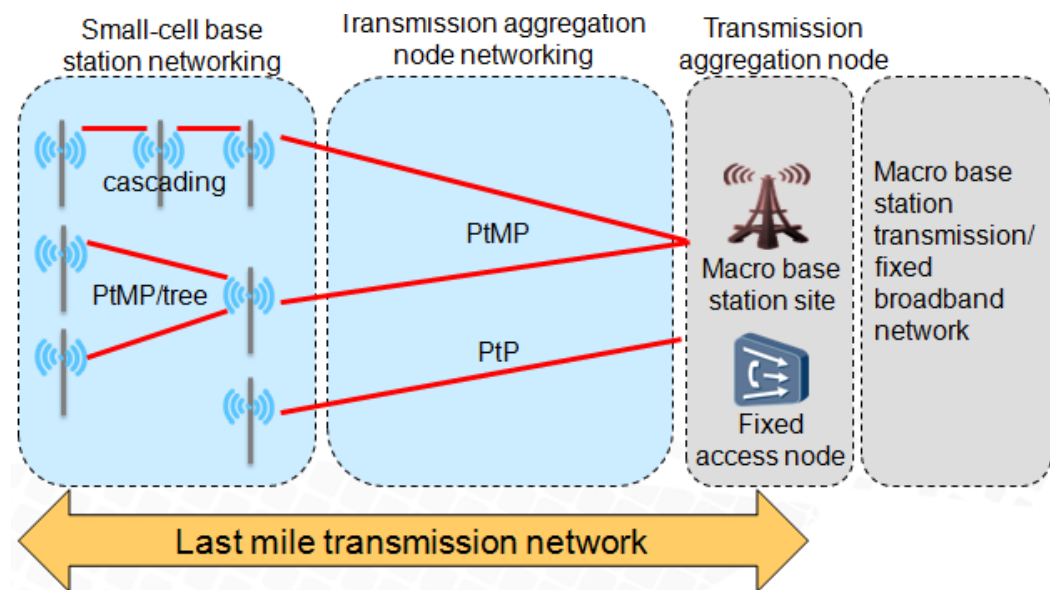 Small-cell base
station networking
Transmission aggregation
node networking
Transmission
aggregation node
cascading
PtMP/tree
PtMP
PtP
Macro base
station site
Fixed
access node
Macro base
station
transmission/
fixed
broadband
network
Last mile transmission network